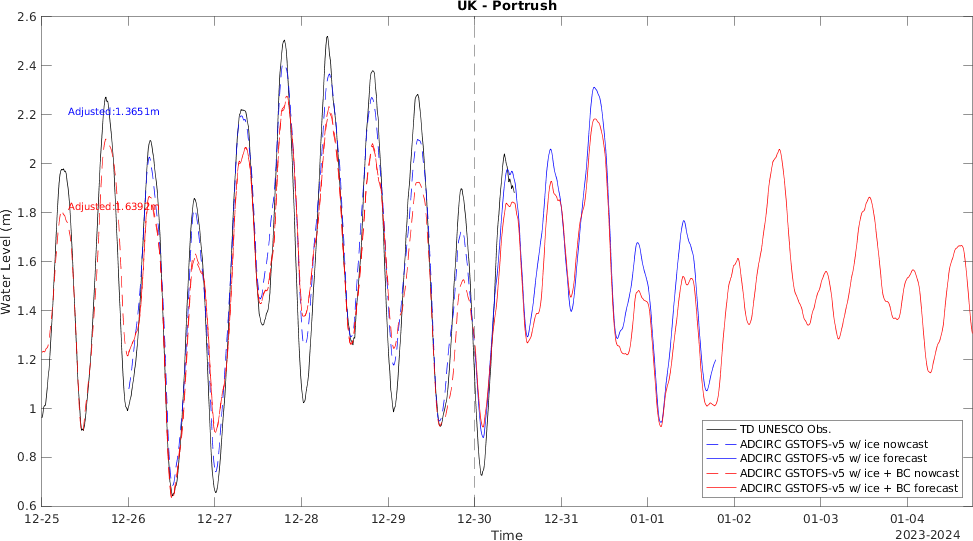 UK - Portrush
2.6
2.4
2.2
2
1.8
1.6
1.4
1.2
1
0.8
0.6
Water Level (m)
Adjusted:1.3651m
Adjusted:1.6392m
12-25 12-26 12-27 12-28 12-29 12-30 12-31 01-01 01-02 01-03 01-04
Time
2023-2024
TD UNESCO Obs.
ADCIRC GSTOFS-v5 w/ ice nowcast
ADCIRC GSTOFS-v5 w/ ice forecast
ADCIRC GSTOFS-v5 w/ ice + BC nowcast
ADCIRC GSTOFS-v5 w/ ice + BC forecast